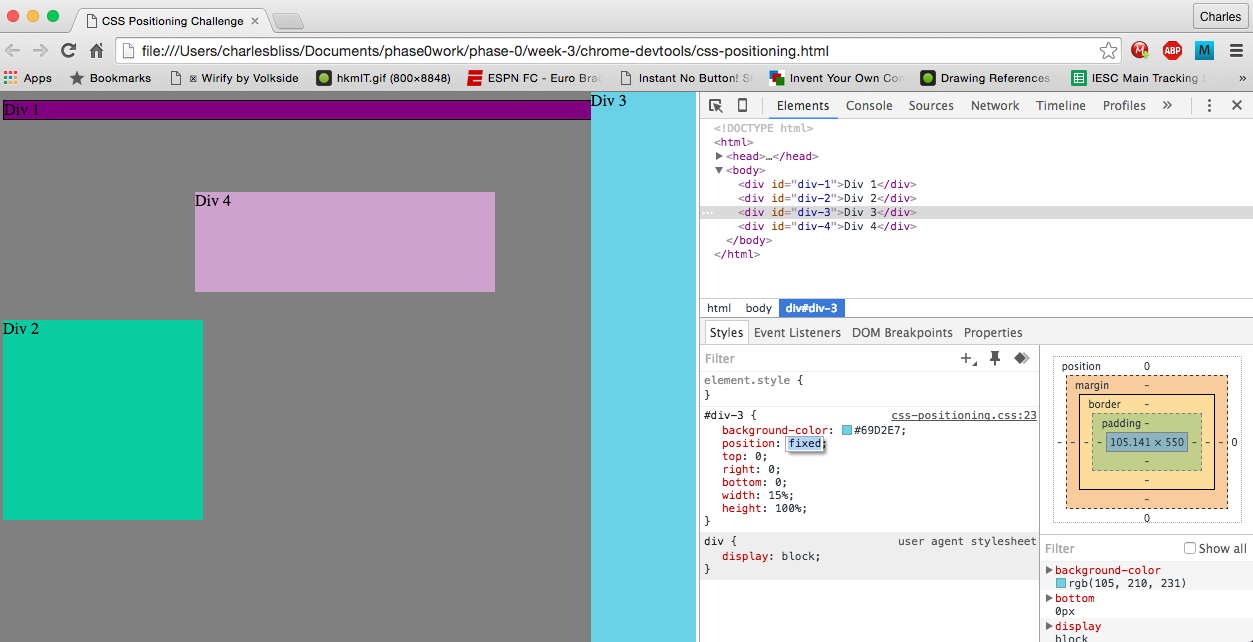 CSS Positioning Challenge
Charles
file:///Users/charlesbliss/Documents/phase0work/phase-0/week-3/chrome-devtools/css-positioning.html
ABP
M
Apps
Bookmarks
Wirify by Volkside
hkmIT.gif (800×8848)
ESPN FC - Euro Brac
Instant No Button! S
Invent Your Own Con
Drawing References
IESC Main Tracking S
»
Div 1
Div 3
Div 4
Div 2
Elements Console Sources Network Timeline Profiles »
<!DOCTYPE html>
<html>
<head>…</head>
<body>
<div id="div-1">Div 1</div>
<div id="div-2">Div 2</div>
… <div id="div-3">Div 3</div>
<div id="div-4">Div 4</div>
</body>
</html>
html body div#div-3
Styles Event Listeners DOM Breakpoints Properties
Filter
element.style {
}
#div-3 { css-positioning.css:23
background-color: #69D2E7;
position: fixed;
top: 0;
right: 0;
bottom: 0;
width: 15%;
height: 100%;
}
div { user agent stylesheet
display: block;
}
position 0
margin -
border -
padding -
- - - - 105.141 × 550 - - - 0
-
-
-
0
Filter Show all
background-color
rgb(105, 210, 231)
bottom
0px
display
block